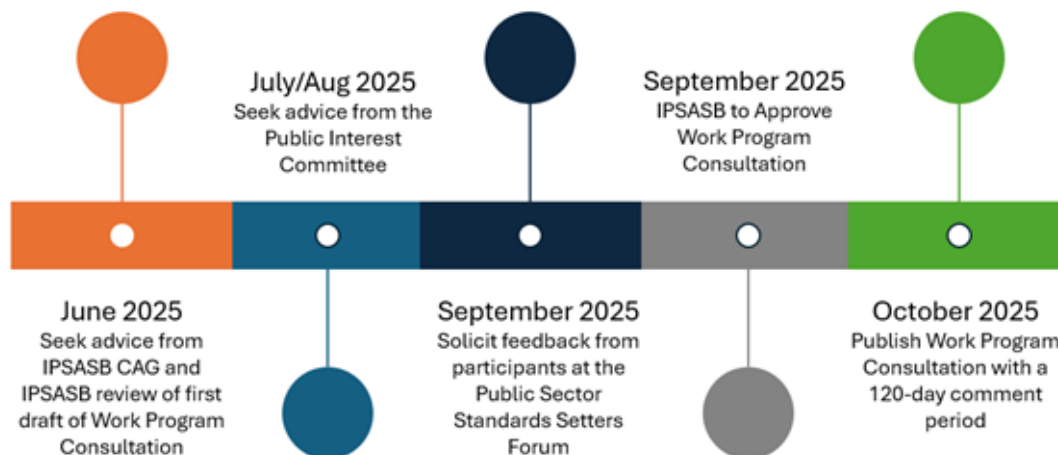 June 2025
Seek advice from
IPSASB CAG and
IPSASB review of first
draft of Work Program
Consultation
July/Aug 2025
Seek advice from the
Public Interest
Committee
September 2025
Solicit feedback from
participants at the
Public Sector
Standards Setters
Forum
September 2025
IPSASB to Approve
Work Program
Consultation
October 2025
Publish Work Program
Consultation with a
120-day comment
period